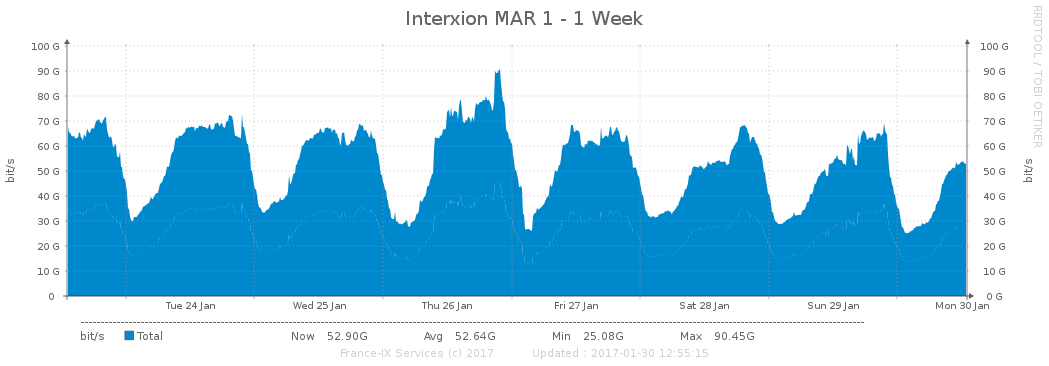 Interxion MAR 1 - 1 Week
RRDTOOL / TOBI OETIKER
100 G 100 G
90 G 90 G
80 G 80 G
70 G 70 G
60 G 60 G
50 G 50 G
40 G 40 G
30 G 30 G
20 G 20 G
10 G 10 G
0 0 G
bit/s
bit/s
Tue 24 Jan Wed 25 Jan Thu 26 Jan Fri 27 Jan Sat 28 Jan Sun 29 Jan Mon 30 Jan
bit/s Total Now 52.90G Avg 52.64G Min 25.08G Max 90.45G
France-IX Services (c) 2017 Updated : 2017-01-30 12:55:15